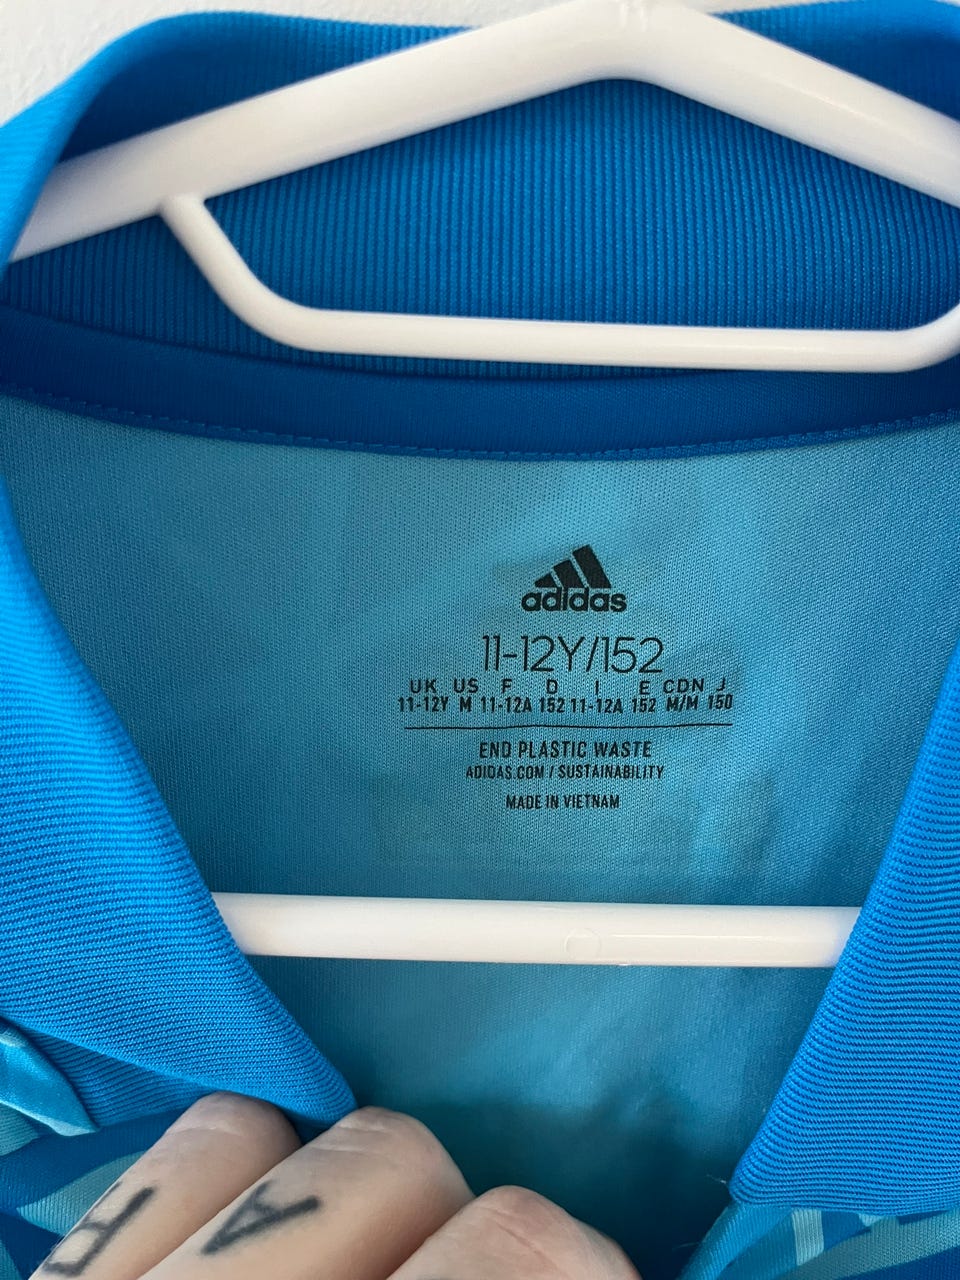 adidas
11-12Y/152
UK US F D I E CDN J
11-12Y M 11-12A 152 11-12A 152 M/M 150
END PLASTIC WASTE
ADIDAS.COM / SUSTAINABILITY
MADE IN VIETNAM
A